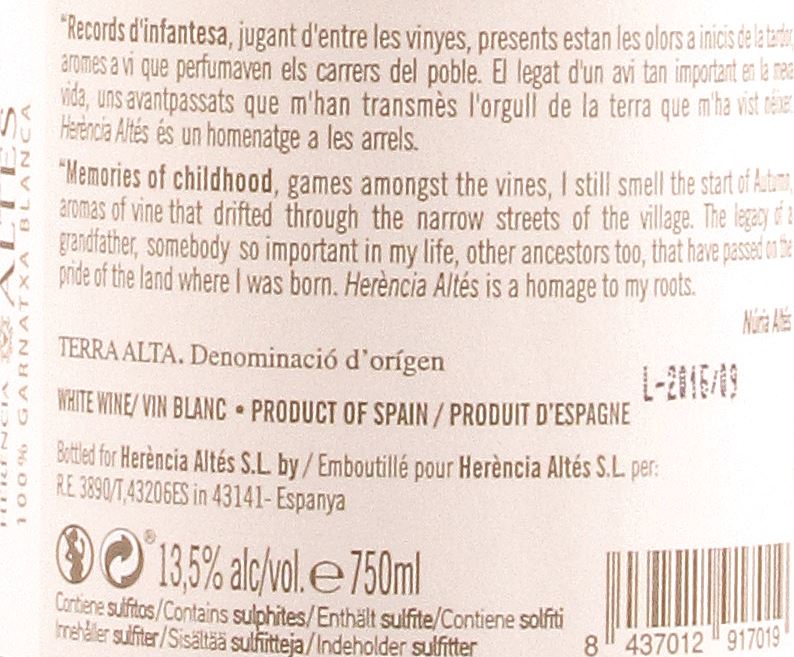 "Records d'infantesa, jugant d'entre les vinyes, presents estan les olors a inicis de la tardor,
aromes a vi que perfumaven els carrers del poble. El legat d'un avi tan important en la meva
vida, uns avantpassats que m'han transmès l'orgull de la terra que m'ha vist néixer.
Herència Altés és un homenatge a les arrels.
"Memories of childhood, games amongst the vines, I still smell the start of Autumn,
aromas of vine that drifted through the narrow streets of the village. The legacy of a
grandfather, somebody so important in my life, other ancestors too, that have passed on the
pride of the land where I was born. Herència Altés is a homage to my roots.
Núria Altés
TERRA ALTA. Denominació d'orígen
L-2016/09
WHITE WINE/ VIN BLANC • PRODUCT OF SPAIN / PRODUIT D'ESPAGNE
Bottled for Herència Altés S.L. by / Emboutillé pour Herència Altés S.L. per:
R.E. 3890/T,43206ES in 43141- Espanya
® 13,5% alc/vol. e 750ml
Contiene sulfitos/Contains sulphites/Enthält sulfite/Contiene solfiti
Innehåller sulfiter/Sisältää sulfiitteja/Indeholder sulfitter
8 437012 917019
HERÈNCIA ALTÉS
100% GARNATXA BLANCA